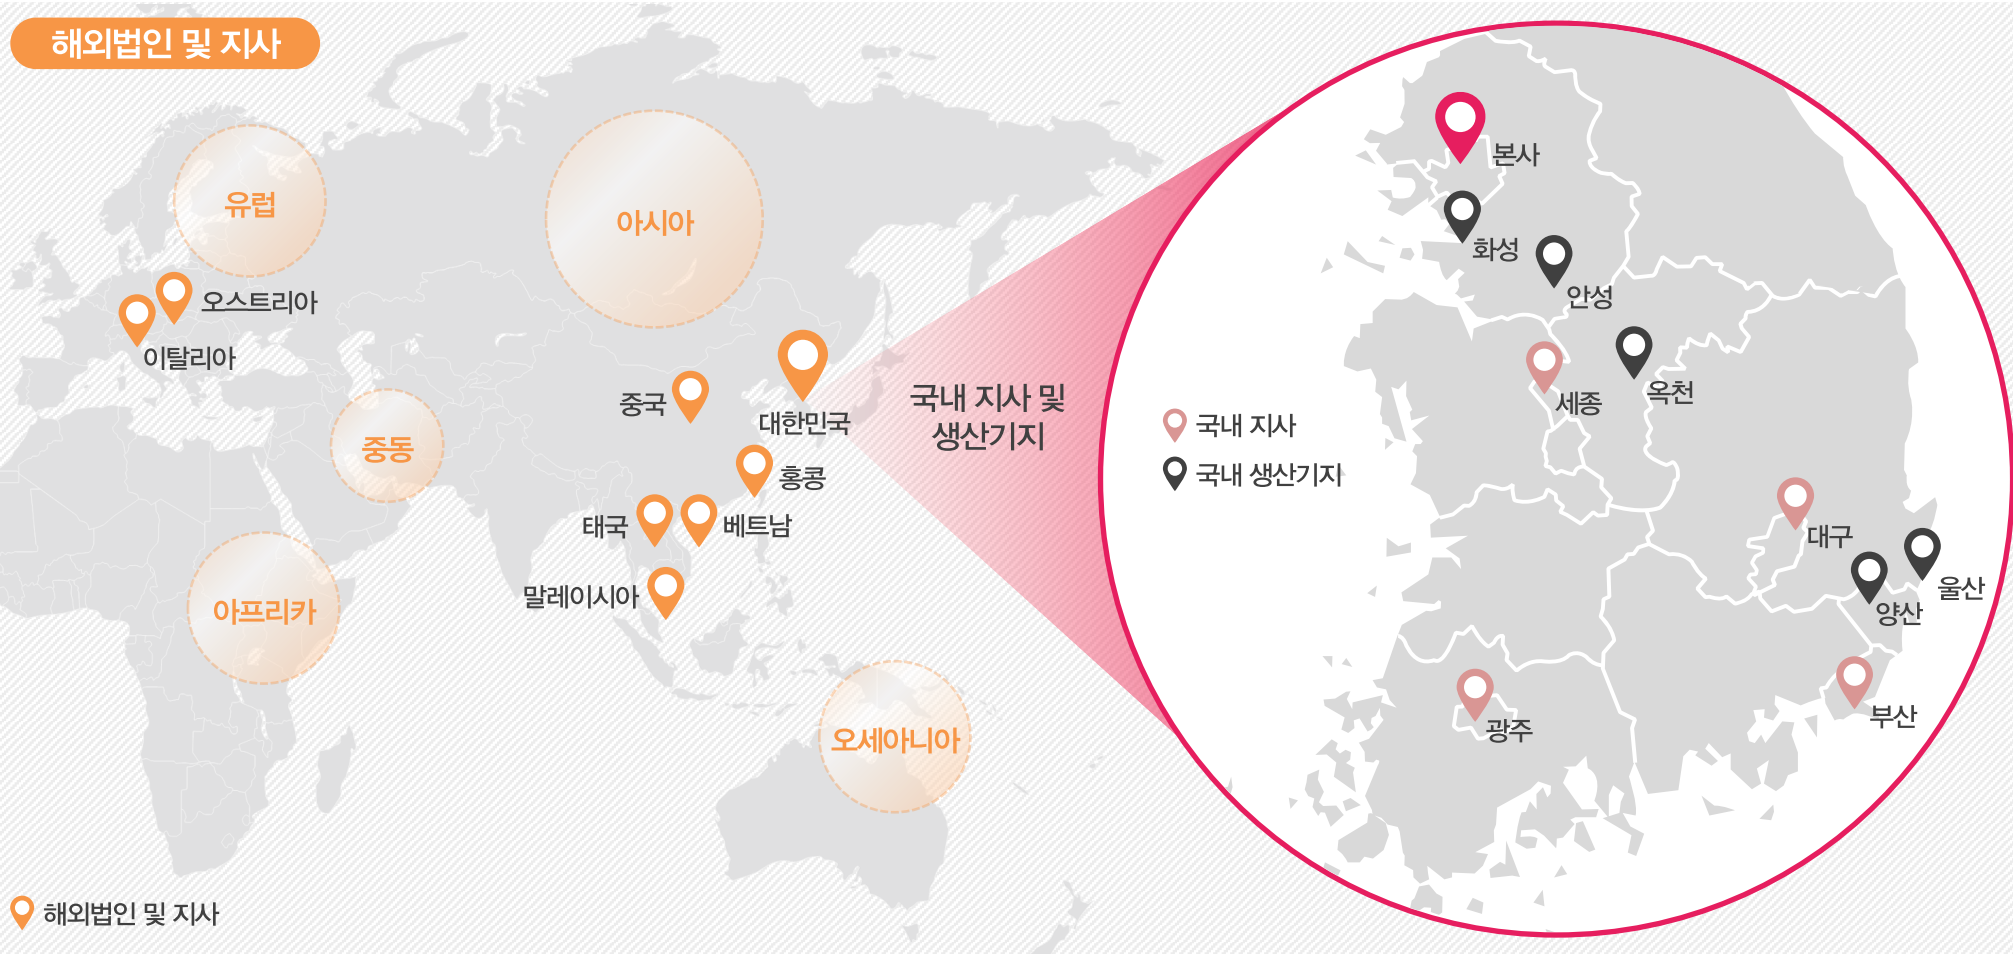 해외법인 및 지사
유럽
아시아
오스트리아
이탈리아
중국
대한민국
중동
홍콩
태국
베트남
말레이시아
아프리카
오세아니아
해외법인 및 지사
국내 지사 및
생산기지
국내 지사
국내 생산기지
본사
화성
안성
세종
옥천
대구
울산
양산
부산
광주